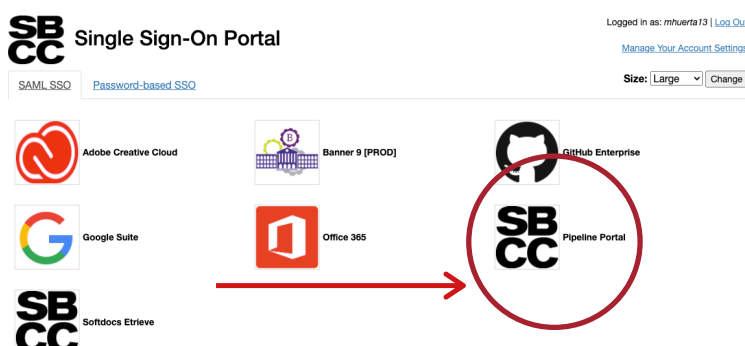 SBCC Single Sign-On Portal
Logged in as: mhuerta13 | Log Ou
Manage Your Account Settings
SAML SSO Password-based SSO
Size: Large Change
Adobe Creative Cloud
B
Banner 9 [PROD]
GitHub Enterprise
Google Suite
Office 365
SBCC Pipeline Portal
SBCC Softdocs Etrieve